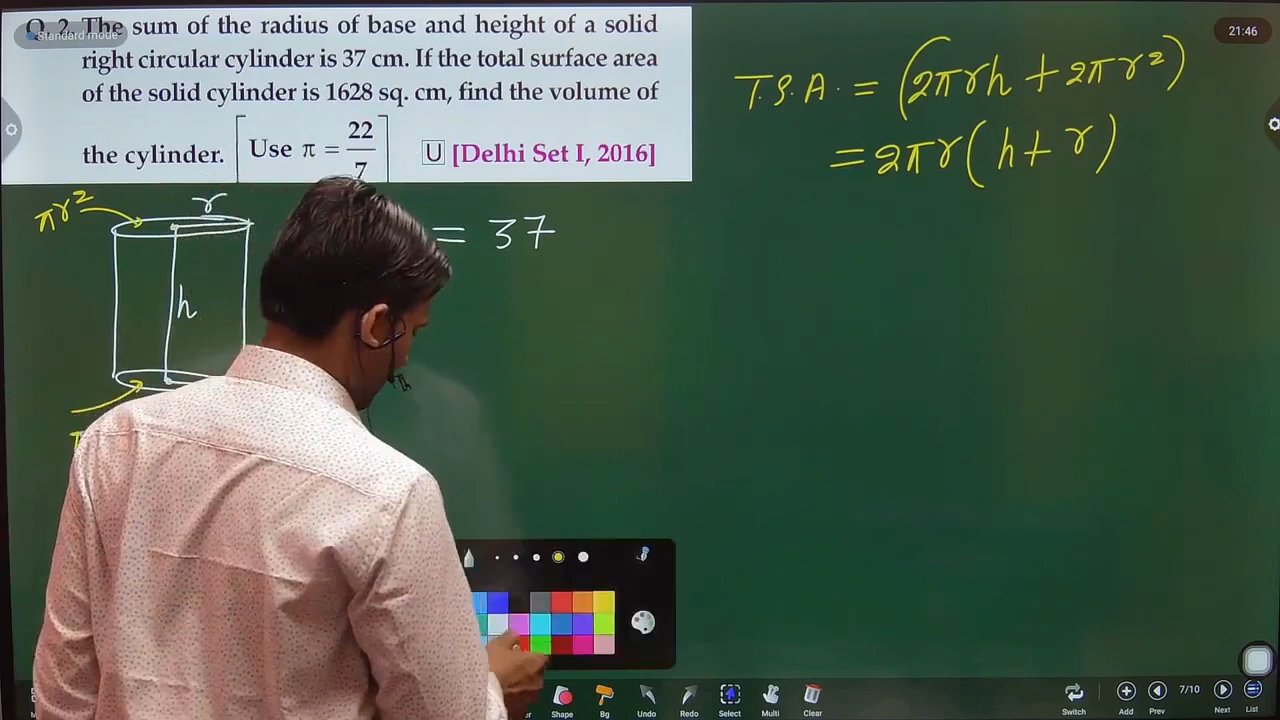 Q. 2. The sum of the radius of base and height of a solid
right circular cylinder is 37 cm. If the total surface area
of the solid cylinder is 1628 sq. cm, find the volume of
the cylinder. [Use π = 22/7] U [Delhi Set I, 2016]
Standard mode
21:46
T.S.A. = (2πrh + 2πr²)
= 2πr(h + r)
πr²
r
= 37
h
Shape
Bg
Undo
Redo
Select
Multi
Clear
Switch
Add
Prev
7/10
Next
List